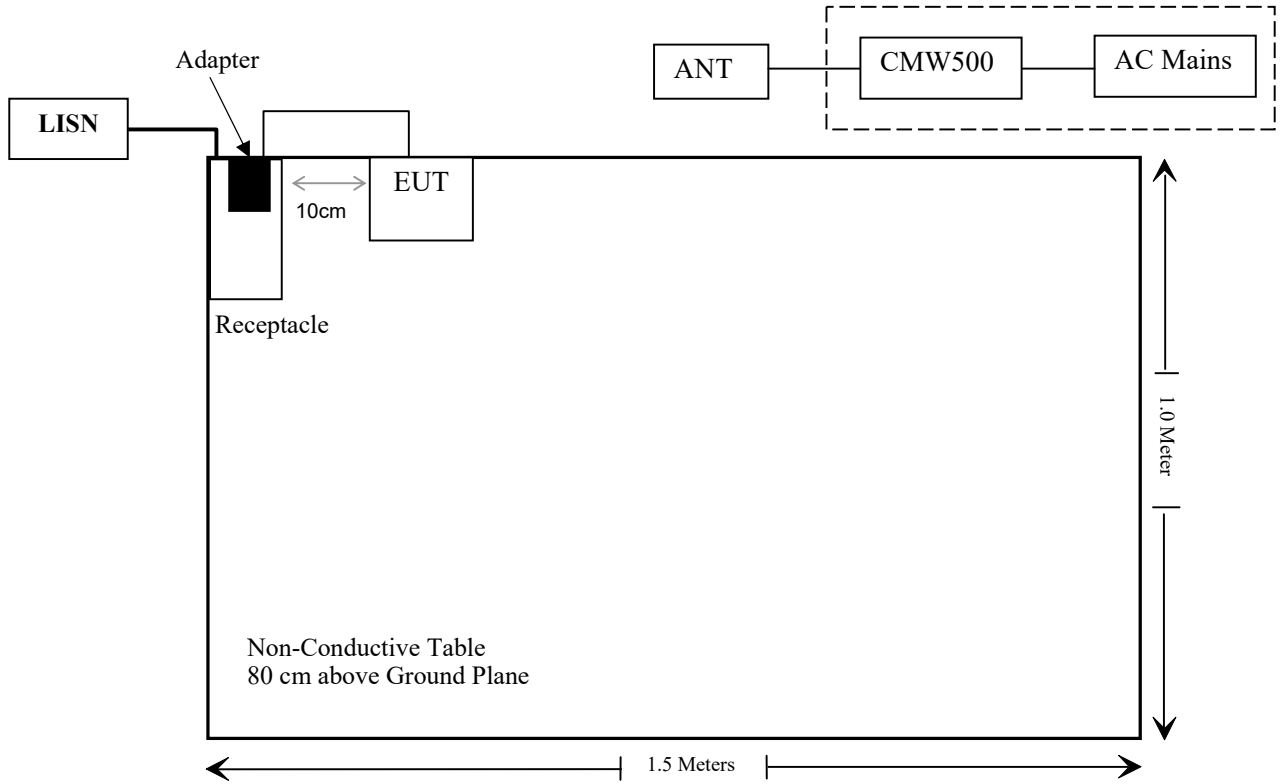 Adapter
LISN
ANT
CMW500
AC Mains
EUT
10cm
Receptacle
1.0 Meter
Non-Conductive Table
80 cm above Ground Plane
1.5 Meters